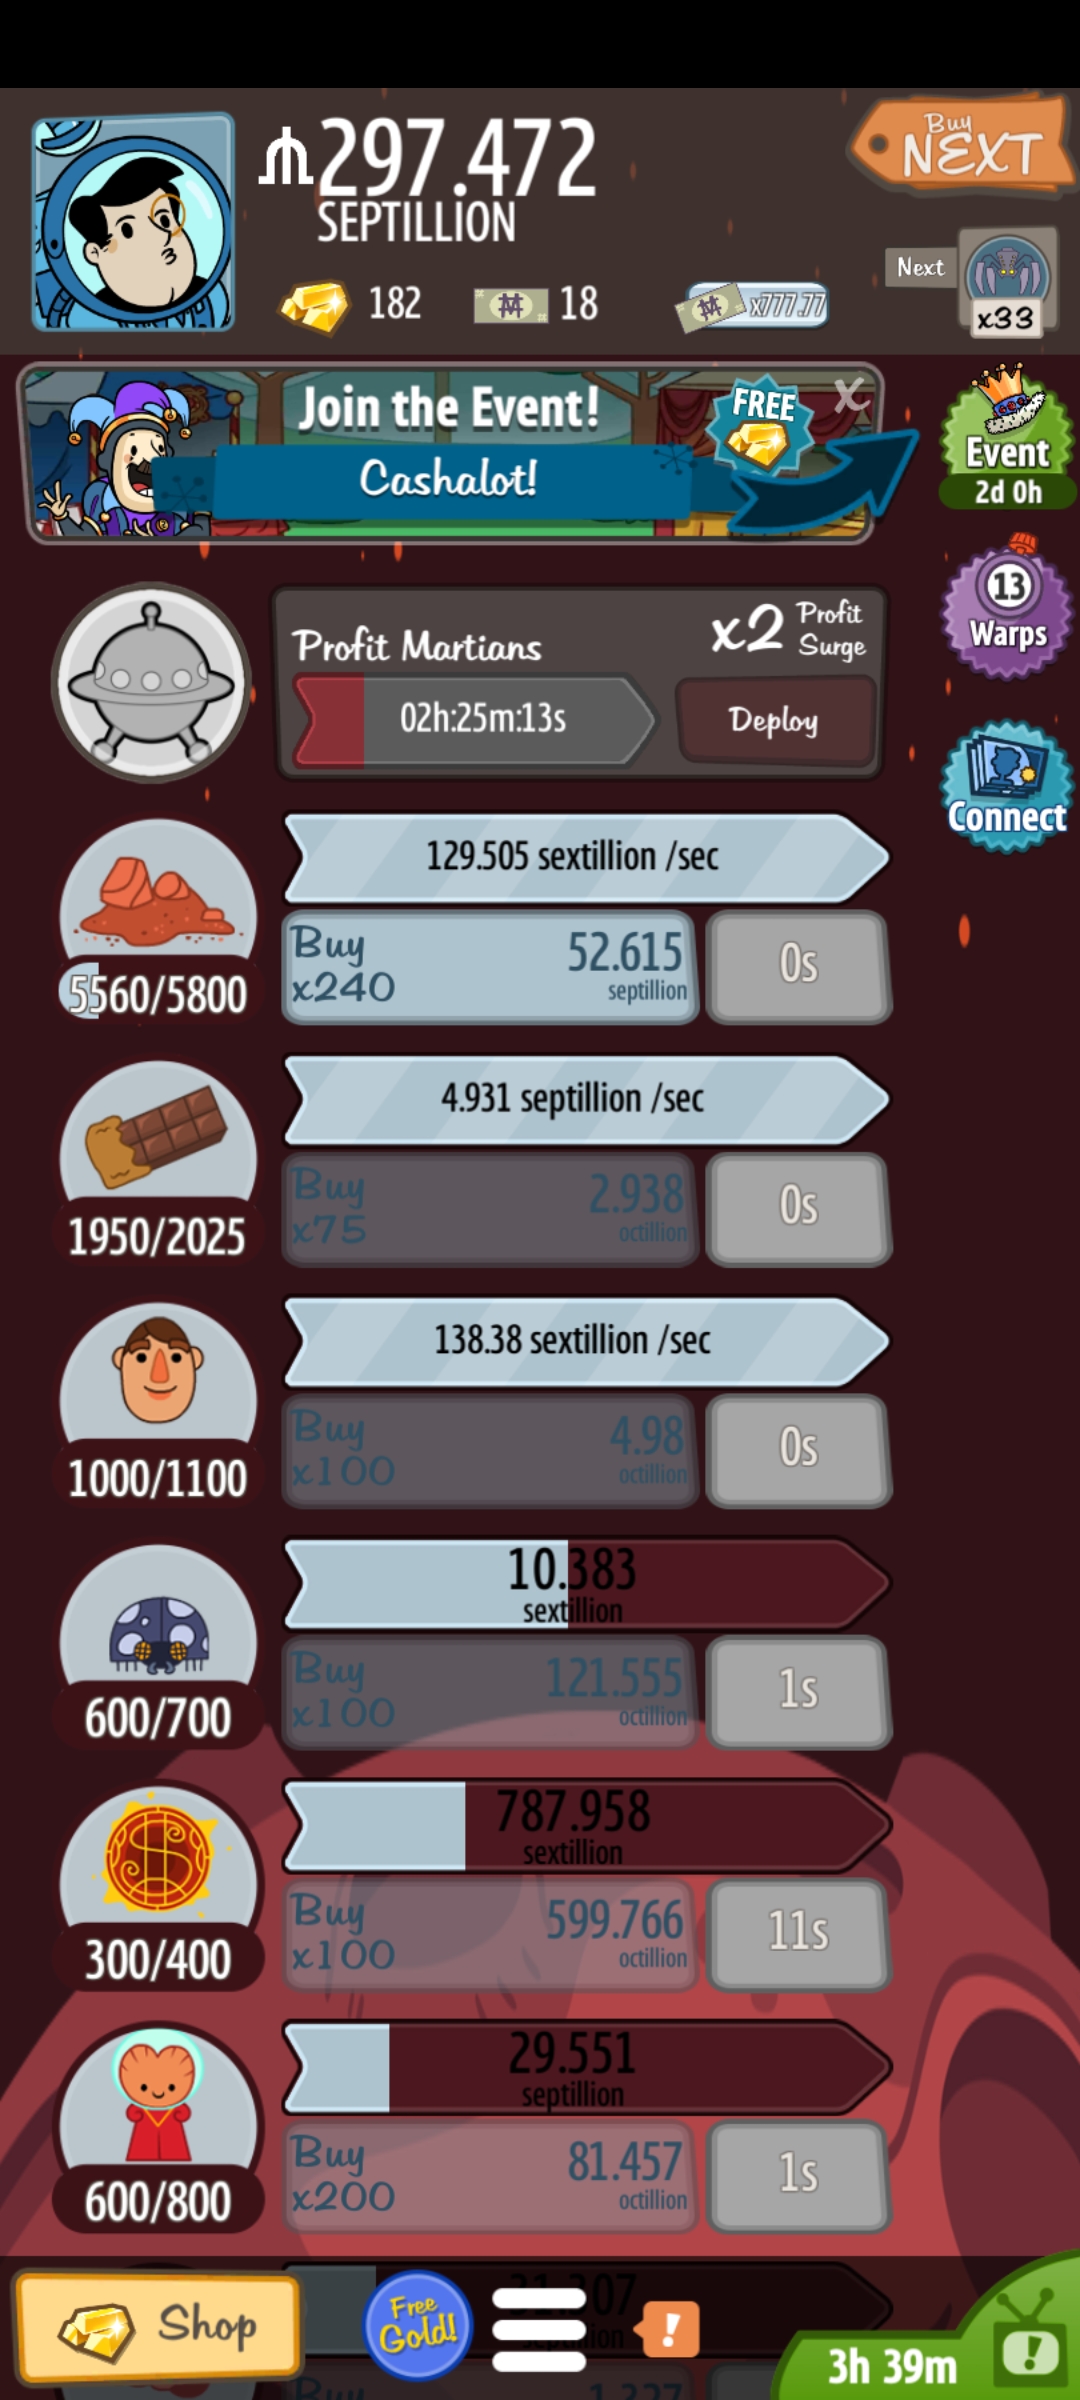 297.472
SEPTILLION
Buy
NEXT
182
18
x777.77
Next
x33
Join the Event!
FREE
X
Cashalot!
Event
2d 0h
13
Warps
Connect
Profit Martians
x2 Profit
Surge
02h:25m:13s
Deploy
129.505 sextillion /sec
5560/5800
Buy
x240
52.615
septillion
0s
4.931 septillion /sec
1950/2025
Buy
x75
2.938
octillion
0s
138.38 sextillion /sec
1000/1100
Buy
x100
4.98
octillion
0s
10.383
sextillion
600/700
Buy
x100
121.555
octillion
1s
787.958
sextillion
300/400
Buy
x100
599.766
octillion
11s
29.551
septillion
600/800
Buy
x200
81.457
octillion
1s
Shop
Free
Gold!
!
3h 39m
!